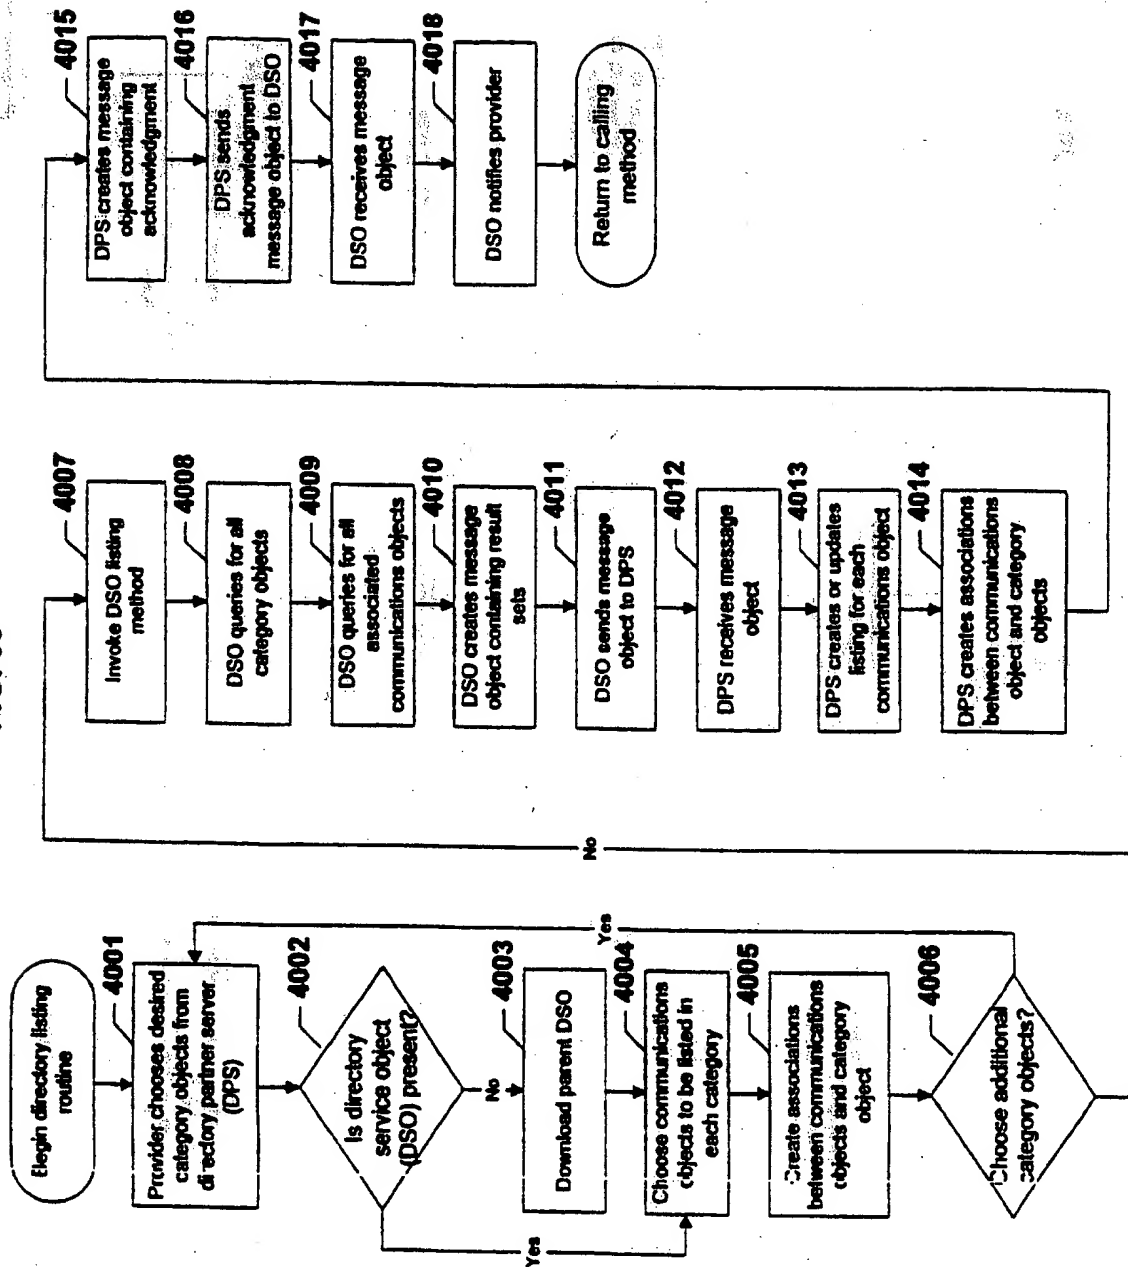 Begin directory listing
routine
4001
Provider chooses desired
category objects from
directory partner server
(DPS)
4002
Is directory
service object
(DSO) present?
Yes
No
4003
Download parent DSO
4004
Choose communications
objects to be listed in
each category
4005
Create associations
between communications
objects and category
object
4006
Choose additional
category objects?
Yes
No
4007
Invoke DSO listing
method
4008
DSO queries for all
category objects
4009
DSO queries for all
associated
communications objects
4010
DSO creates message
object containing result
sets
4011
DSO sends message
object to DPS
4012
DPS receives message
object
4013
DPS creates or updates
listing for each
communications object
4014
DPS creates associations
between communications
object and category
objects
4015
DPS creates message
object containing
acknowledgment
4016
DPS sends
acknowledgment
message object to DSO
4017
DSO receives message
object
4018
DSO notifies provider
Return to calling
method